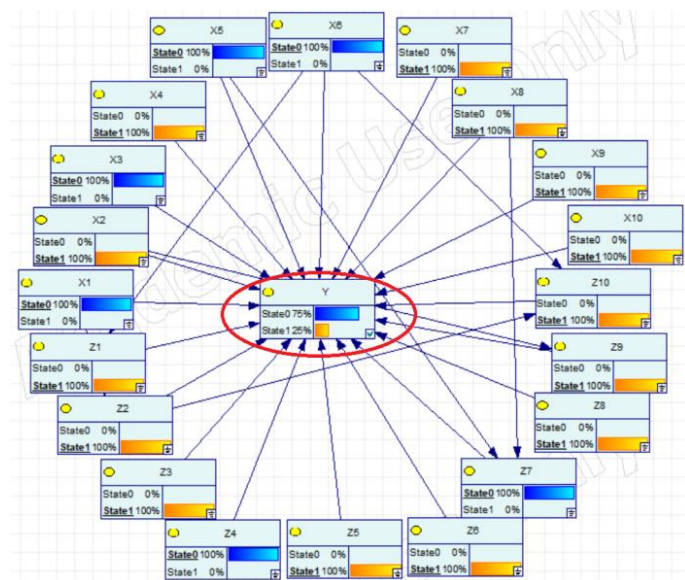 X5
State0 100%
State1 0%
X6
State0 100%
State1 0%
X7
State0 0%
State1 100%
X4
State0 0%
State1 100%
X8
State0 0%
State1 100%
X3
State0 100%
State1 0%
X9
State0 0%
State1 100%
X2
State0 0%
State1 100%
X10
State0 0%
State1 100%
X1
State0 100%
State1 0%
Y
State0 75%
State1 25%
Z10
State0 0%
State1 100%
Z1
State0 0%
State1 100%
Z9
State0 0%
State1 100%
Z2
State0 0%
State1 100%
Z8
State0 0%
State1 100%
Z3
State0 0%
State1 100%
Z7
State0 100%
State1 0%
Z4
State0 100%
State1 0%
Z5
State0 0%
State1 100%
Z6
State0 0%
State1 100%